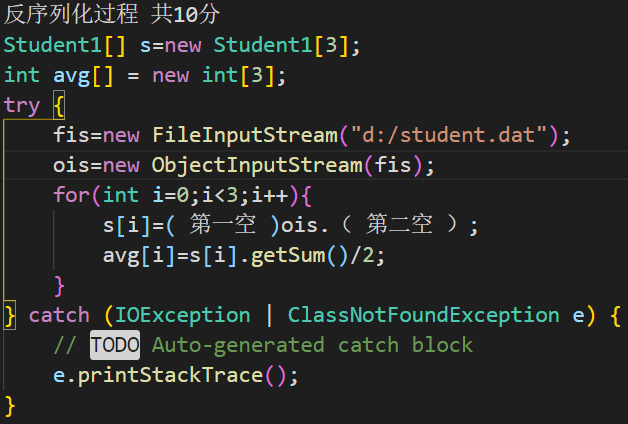 反序列化过程 共10分
Student1[] s=new Student1[3];
int avg[] = new int[3];
try {
    fis=new FileInputStream("d:/student.dat");
    ois=new ObjectInputStream(fis);
    for(int i=0;i<3;i++){
        s[i]=( 第一空 )ois.（ 第二空 ）;
        avg[i]=s[i].getSum()/2;
    }
} catch (IOException | ClassNotFoundException e) {
    // TODO Auto-generated catch block
    e.printStackTrace();
}